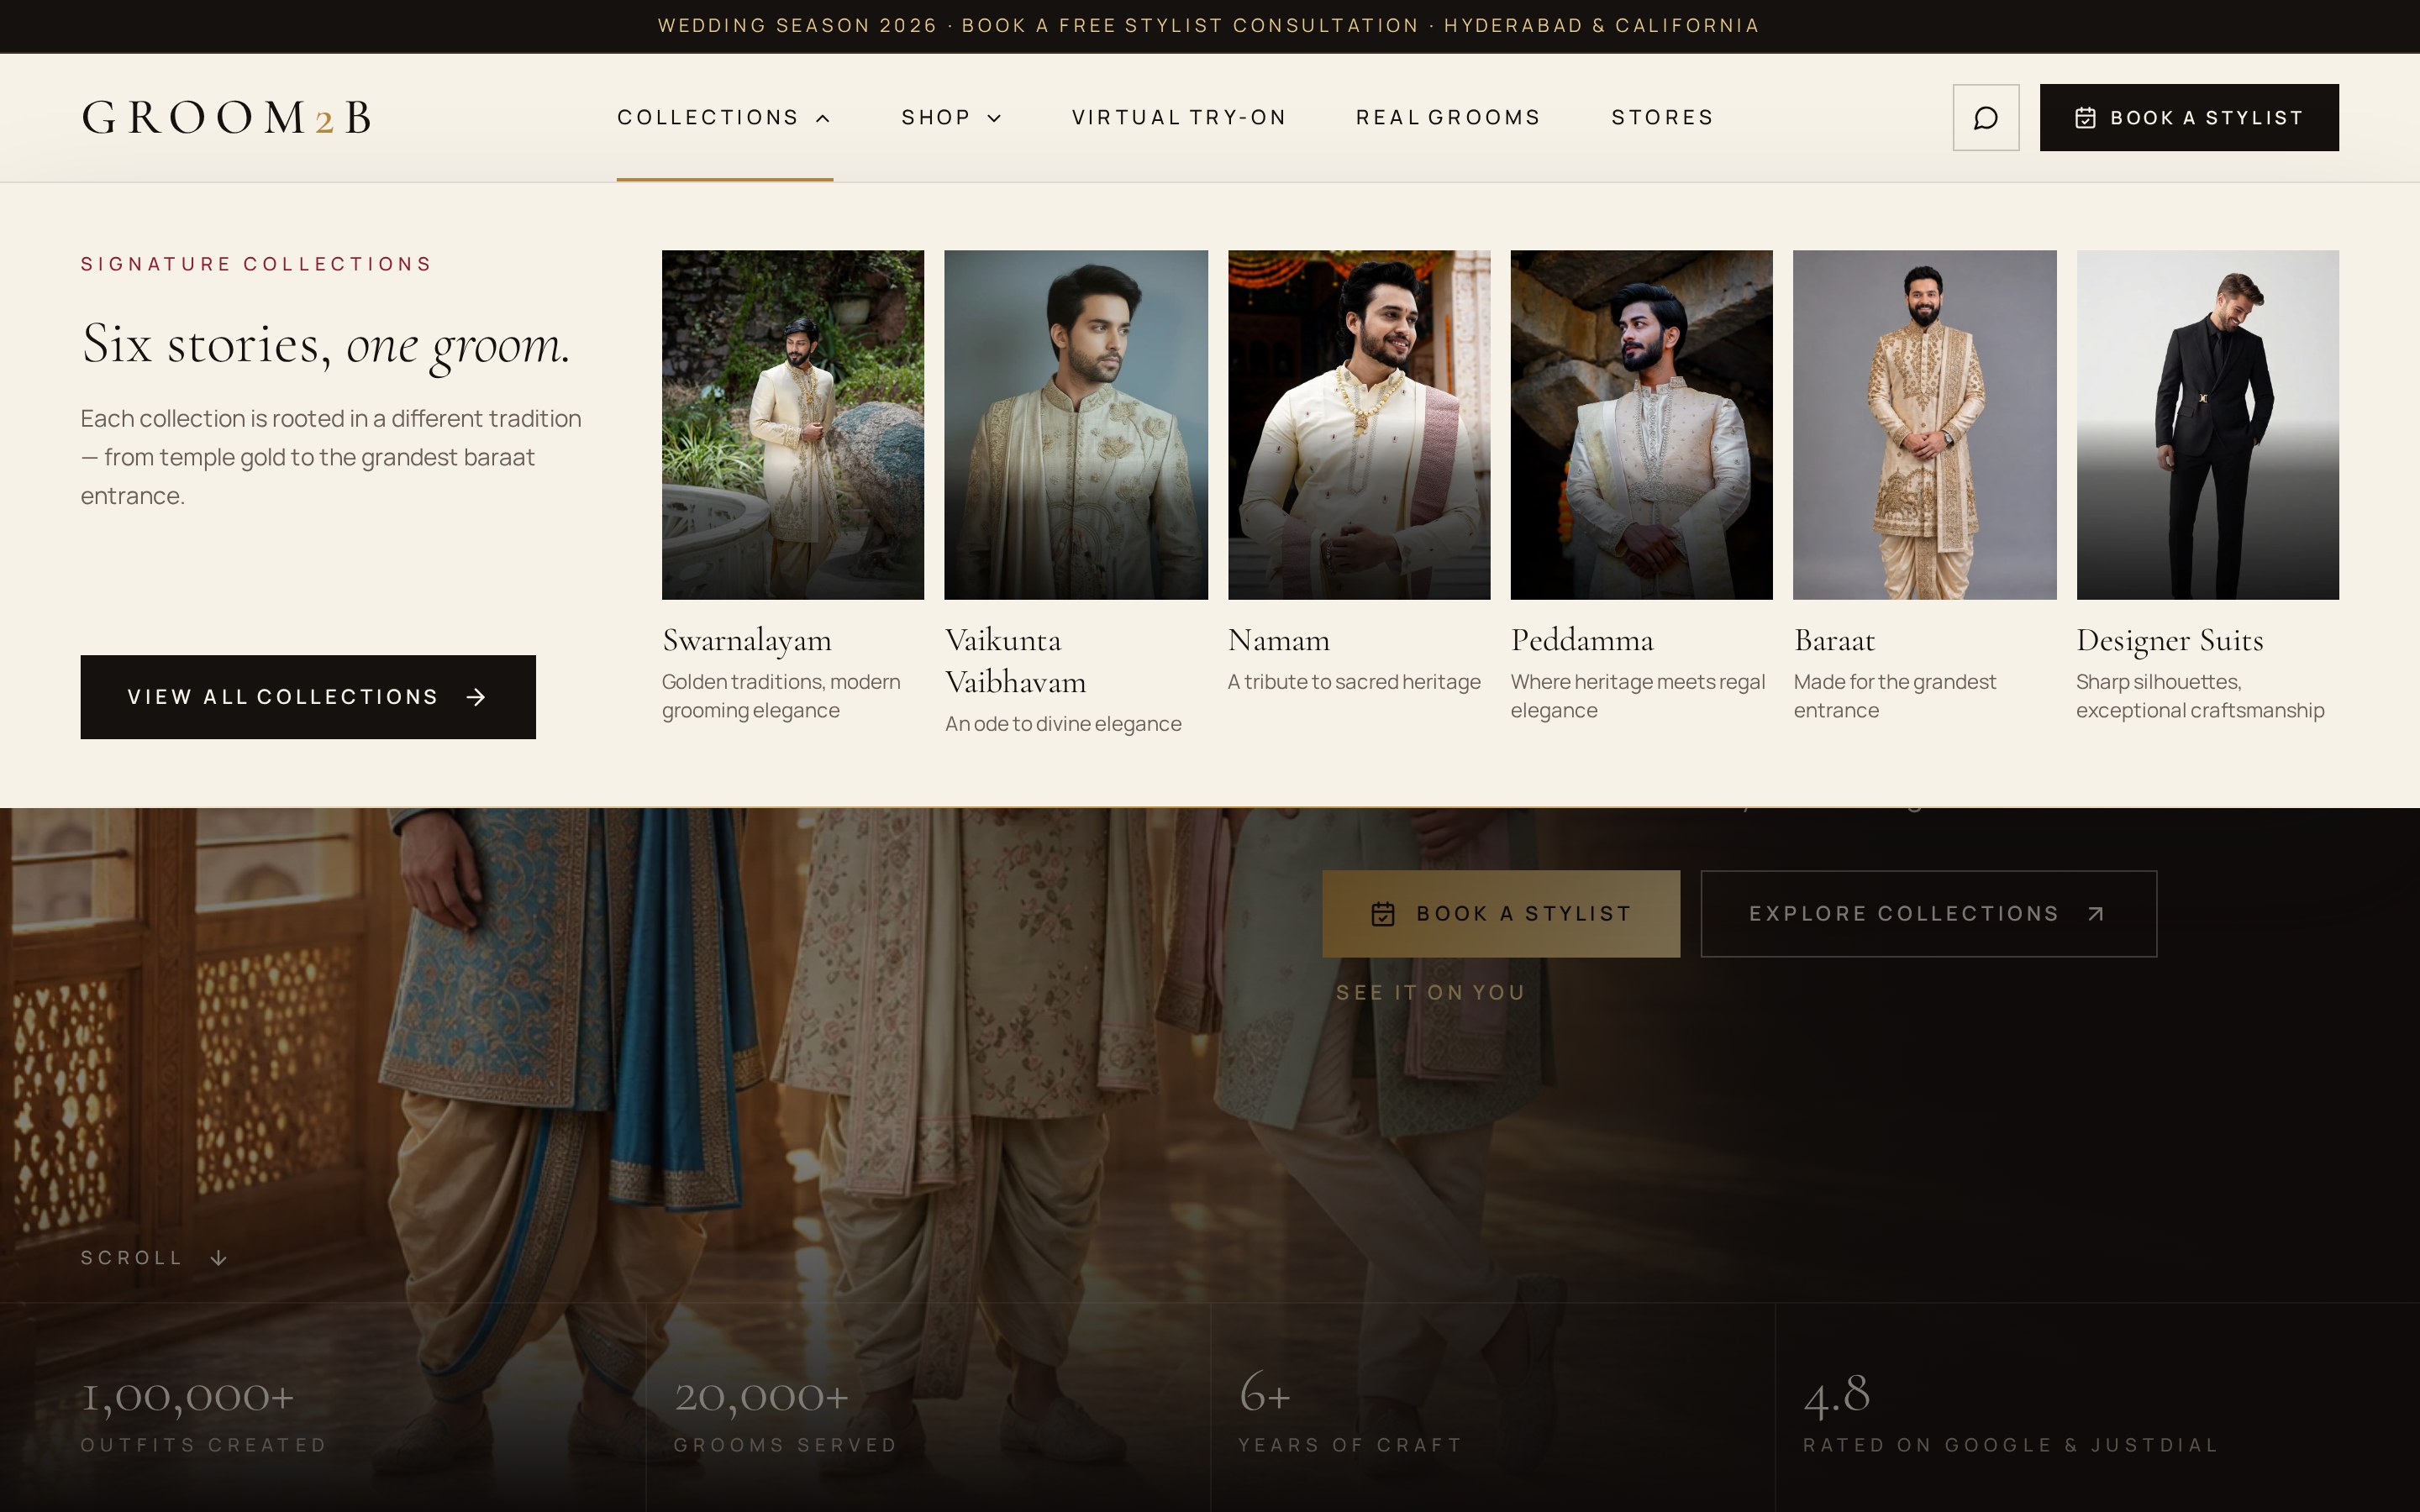 WEDDING SEASON 2026 · BOOK A FREE STYLIST CONSULTATION · HYDERABAD & CALIFORNIA
GROOM2B
COLLECTIONS
SHOP
VIRTUAL TRY-ON
REAL GROOMS
STORES
BOOK A STYLIST
SIGNATURE COLLECTIONS
Six stories, one groom.
Each collection is rooted in a different tradition
— from temple gold to the grandest baraat
entrance.
VIEW ALL COLLECTIONS
Swarnalayam
Golden traditions, modern
grooming elegance
Vaikunta
Vaibhavam
An ode to divine elegance
Namam
A tribute to sacred heritage
Peddamma
Where heritage meets regal
elegance
Baraat
Made for the grandest
entrance
Designer Suits
Sharp silhouettes,
exceptional craftsmanship
BOOK A STYLIST
EXPLORE COLLECTIONS
SEE IT ON YOU
SCROLL
1,00,000+
OUTFITS CREATED
20,000+
GROOMS SERVED
6+
YEARS OF CRAFT
4.8
RATED ON GOOGLE & JUSTDIAL